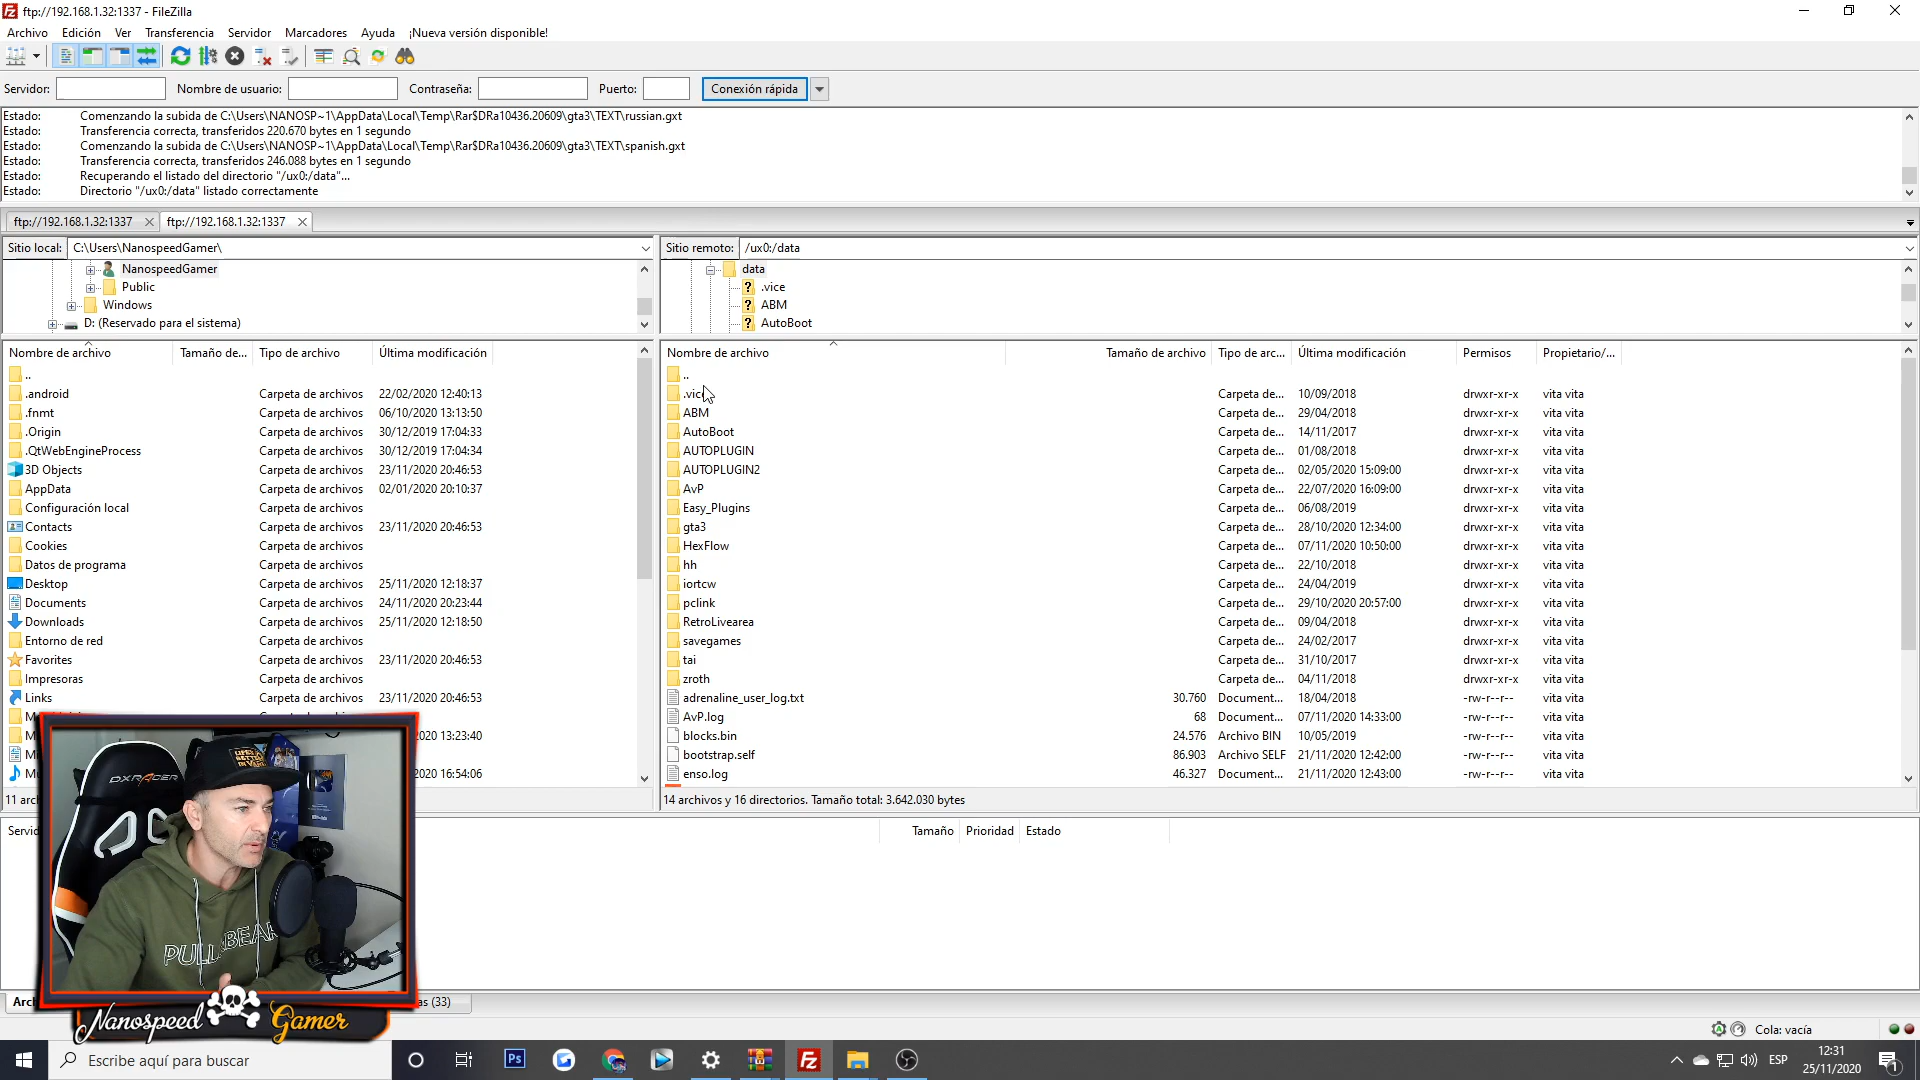 ftp://192.168.1.32:1337 - FileZilla
Archivo Edición Ver Transferencia Servidor Marcadores Ayuda ¡Nueva versión disponible!
Servidor: Nombre de usuario: Contraseña: Puerto: Conexión rápida
Estado: Comenzando la subida de C:\Users\NANOSP~1\AppData\Local\Temp\Rar$DRa10436.20609\gta3\TEXT\russian.gxt
Estado: Transferencia correcta, transferidos 220.670 bytes en 1 segundo
Estado: Comenzando la subida de C:\Users\NANOSP~1\AppData\Local\Temp\Rar$DRa10436.20609\gta3\TEXT\spanish.gxt
Estado: Transferencia correcta, transferidos 246.088 bytes en 1 segundo
Estado: Recuperando el listado del directorio "/ux0:/data"...
Estado: Directorio "/ux0:/data" listado correctamente
ftp://192.168.1.32:1337 ftp://192.168.1.32:1337
Sitio local: C:\Users\NanospeedGamer\
NanospeedGamer
Public
Windows
D: (Reservado para el sistema)
Nombre de archivo Tamaño de... Tipo de archivo Última modificación
..
.android Carpeta de archivos 22/02/2020 12:40:13
.fnmt Carpeta de archivos 06/10/2020 13:13:50
.Origin Carpeta de archivos 30/12/2019 17:04:33
.QtWebEngineProcess Carpeta de archivos 30/12/2019 17:04:34
3D Objects Carpeta de archivos 23/11/2020 20:46:53
AppData Carpeta de archivos 02/01/2020 20:10:37
Configuración local Carpeta de archivos
Contacts Carpeta de archivos 23/11/2020 20:46:53
Cookies Carpeta de archivos
Datos de programa Carpeta de archivos
Desktop Carpeta de archivos 25/11/2020 12:18:37
Documents Carpeta de archivos 24/11/2020 20:23:44
Downloads Carpeta de archivos 25/11/2020 12:18:50
Entorno de red Carpeta de archivos
Favorites Carpeta de archivos 23/11/2020 20:46:53
Impresoras Carpeta de archivos
Links Carpeta de archivos 23/11/2020 20:46:53
2020 13:23:40
2020 16:54:06
Sitio remoto: /ux0:/data
data
.vice
ABM
AutoBoot
Nombre de archivo Tamaño de archivo Tipo de arc... Última modificación Permisos Propietario/...
..
.vice Carpeta de... 10/09/2018 drwxr-xr-x vita vita
ABM Carpeta de... 29/04/2018 drwxr-xr-x vita vita
AutoBoot Carpeta de... 14/11/2017 drwxr-xr-x vita vita
AUTOPLUGIN Carpeta de... 01/08/2018 drwxr-xr-x vita vita
AUTOPLUGIN2 Carpeta de... 02/05/2020 15:09:00 drwxr-xr-x vita vita
AvP Carpeta de... 22/07/2020 16:09:00 drwxr-xr-x vita vita
Easy_Plugins Carpeta de... 06/08/2019 drwxr-xr-x vita vita
gta3 Carpeta de... 28/10/2020 12:34:00 drwxr-xr-x vita vita
HexFlow Carpeta de... 07/11/2020 10:50:00 drwxr-xr-x vita vita
hh Carpeta de... 22/10/2018 drwxr-xr-x vita vita
iortcw Carpeta de... 24/04/2019 drwxr-xr-x vita vita
pclink Carpeta de... 29/10/2020 20:57:00 drwxr-xr-x vita vita
RetroLivearea Carpeta de... 09/04/2018 drwxr-xr-x vita vita
savegames Carpeta de... 24/02/2017 drwxr-xr-x vita vita
tai Carpeta de... 31/10/2017 drwxr-xr-x vita vita
zroth Carpeta de... 04/11/2018 drwxr-xr-x vita vita
adrenaline_user_log.txt 30.760 Document... 18/04/2018 -rw-r--r-- vita vita
AvP.log 68 Document... 07/11/2020 14:33:00 -rw-r--r-- vita vita
blocks.bin 24.576 Archivo BIN 10/05/2019 -rw-r--r-- vita vita
bootstrap.self 86.903 Archivo SELF 21/11/2020 12:42:00 -rw-r--r-- vita vita
enso.log 46.327 Document... 21/11/2020 12:43:00 -rw-r--r-- vita vita
14 archivos y 16 directorios. Tamaño total: 3.642.030 bytes
Tamaño Prioridad Estado
DXRACER
PULL&BEAR
(33)
Nanospeed Gamer
Cola: vacía
Escribe aquí para buscar
Ps
ESP
12:31
25/11/2020
1